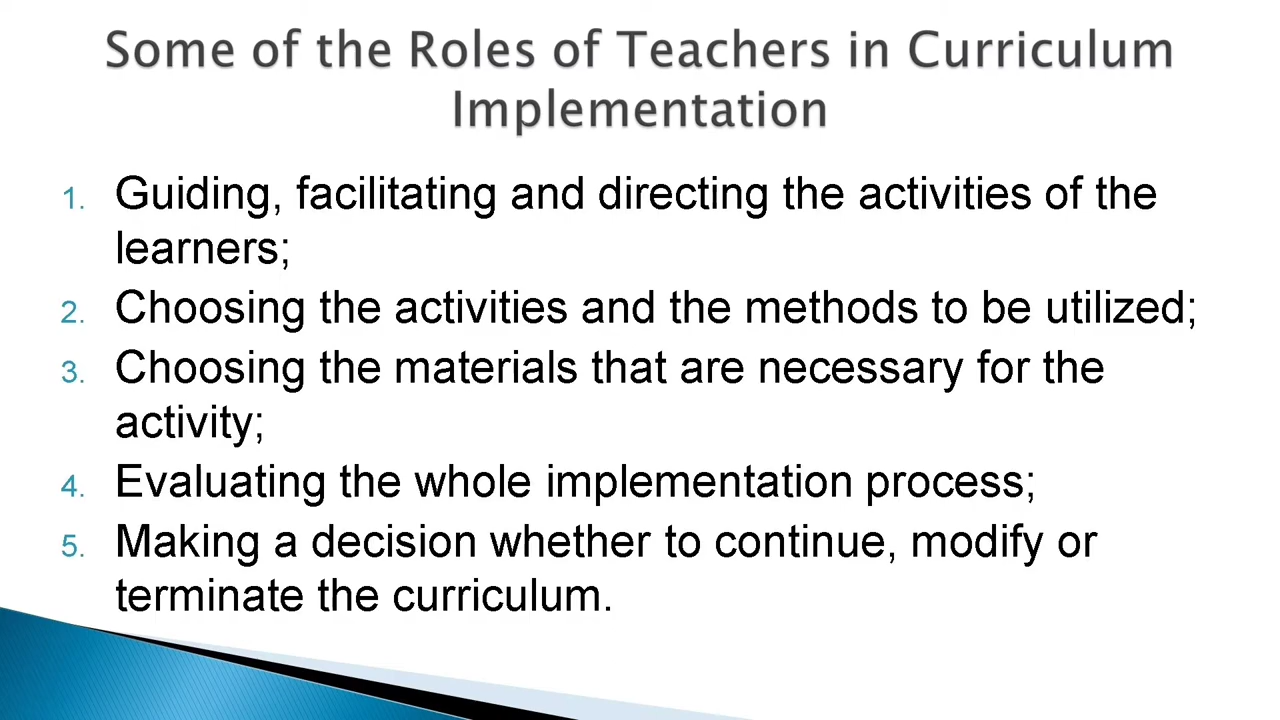 Some of the Roles of Teachers in Curriculum
Implementation
1. Guiding, facilitating and directing the activities of the
learners;
2. Choosing the activities and the methods to be utilized;
3. Choosing the materials that are necessary for the
activity;
4. Evaluating the whole implementation process;
5. Making a decision whether to continue, modify or
terminate the curriculum.